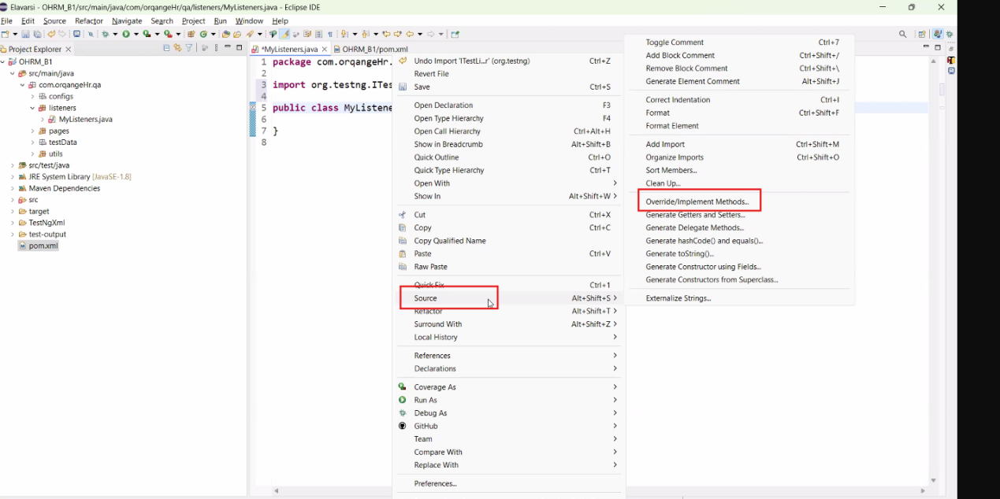 Elavarsi - OHRM_B1/src/main/java/com/orqangeHr/qa/listeners/MyListeners.java - Eclipse IDE
File Edit Source Refactor Navigate Search Project Run Window Help
Project Explorer
OHRM_B1
src/main/java
com.orqangeHr.qa
configs
listeners
MyListeners.java
pages
testData
utils
src/test/java
JRE System Library [JavaSE-1.8]
Maven Dependencies
src
target
TestNgXml
test-output
pom.xml
*MyListeners.java OHRM_B1/pom.xml
1 package com.orqangeHr.
2
3 import org.testng.ITes
4
5 public class MyListene
6
7 }
8
Undo Import 'ITestLi...r' (org.testng) Ctrl+Z
Revert File
Save Ctrl+S
Open Declaration F3
Open Type Hierarchy F4
Open Call Hierarchy Ctrl+Alt+H
Show in Breadcrumb Alt+Shift+B
Quick Outline Ctrl+O
Quick Type Hierarchy Ctrl+T
Open With
Show In Alt+Shift+W
Cut Ctrl+X
Copy Ctrl+C
Copy Qualified Name
Paste Ctrl+V
Raw Paste
Quick Fix Ctrl+1
Source Alt+Shift+S
Refactor Alt+Shift+T
Surround With Alt+Shift+Z
Local History
References
Declarations
Coverage As
Run As
Debug As
GitHub
Team
Compare With
Replace With
Preferences...
Toggle Comment Ctrl+7
Add Block Comment Ctrl+Shift+/
Remove Block Comment Ctrl+Shift+\
Generate Element Comment Alt+Shift+J
Correct Indentation Ctrl+I
Format Ctrl+Shift+F
Format Element
Add Import Ctrl+Shift+M
Organize Imports Ctrl+Shift+O
Sort Members...
Clean Up...
Override/Implement Methods...
Generate Getters and Setters...
Generate Delegate Methods...
Generate hashCode() and equals()...
Generate toString()...
Generate Constructor using Fields...
Generate Constructors from Superclass...
Externalize Strings...